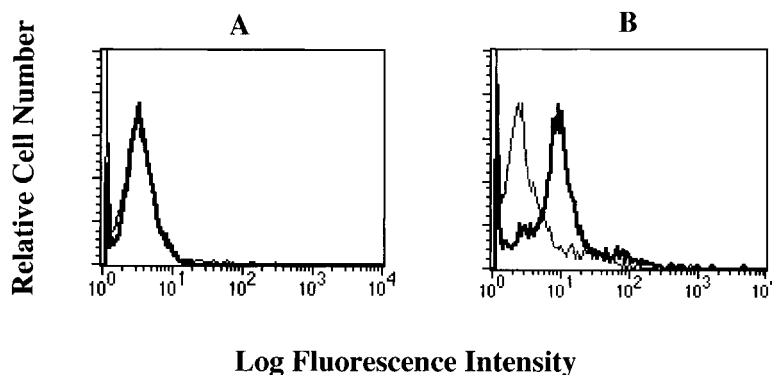 A
B
Relative Cell Number
10⁰ 10¹ 10² 10³ 10⁴
10⁰ 10¹ 10² 10³ 10'
Log Fluorescence Intensity